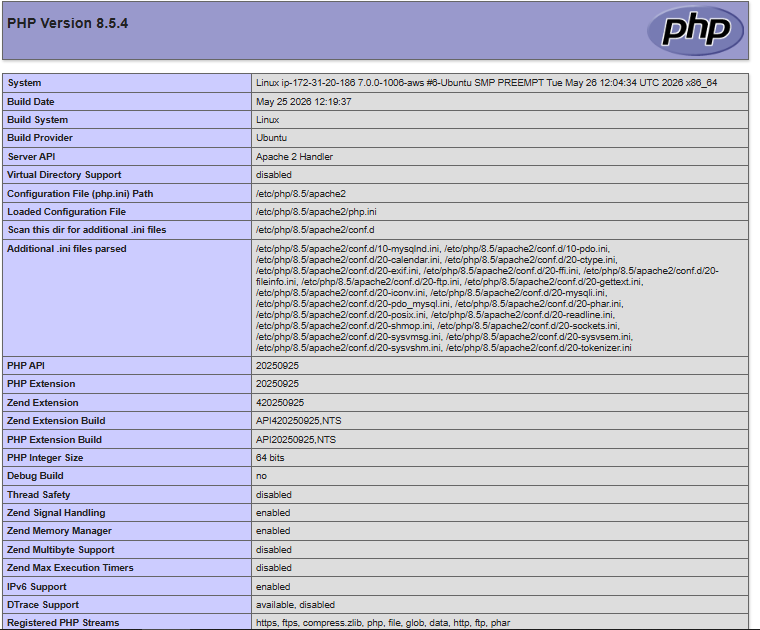 PHP Version 8.5.4
php
System Linux ip-172-31-20-186 7.0.0-1006-aws #6-Ubuntu SMP PREEMPT Tue May 26 12:04:34 UTC 2026 x86_64
Build Date May 25 2026 12:19:37
Build System Linux
Build Provider Ubuntu
Server API Apache 2 Handler
Virtual Directory Support disabled
Configuration File (php.ini) Path /etc/php/8.5/apache2
Loaded Configuration File /etc/php/8.5/apache2/php.ini
Scan this dir for additional .ini files /etc/php/8.5/apache2/conf.d
Additional .ini files parsed /etc/php/8.5/apache2/conf.d/10-mysqlnd.ini, /etc/php/8.5/apache2/conf.d/10-pdo.ini,
/etc/php/8.5/apache2/conf.d/20-calendar.ini, /etc/php/8.5/apache2/conf.d/20-ctype.ini,
/etc/php/8.5/apache2/conf.d/20-exif.ini, /etc/php/8.5/apache2/conf.d/20-ffi.ini, /etc/php/8.5/apache2/conf.d/20-
fileinfo.ini, /etc/php/8.5/apache2/conf.d/20-ftp.ini, /etc/php/8.5/apache2/conf.d/20-gettext.ini,
/etc/php/8.5/apache2/conf.d/20-iconv.ini, /etc/php/8.5/apache2/conf.d/20-mysqli.ini,
/etc/php/8.5/apache2/conf.d/20-pdo_mysql.ini, /etc/php/8.5/apache2/conf.d/20-phar.ini,
/etc/php/8.5/apache2/conf.d/20-posix.ini, /etc/php/8.5/apache2/conf.d/20-readline.ini,
/etc/php/8.5/apache2/conf.d/20-shmop.ini, /etc/php/8.5/apache2/conf.d/20-sockets.ini,
/etc/php/8.5/apache2/conf.d/20-sysvmsg.ini, /etc/php/8.5/apache2/conf.d/20-sysvsem.ini,
/etc/php/8.5/apache2/conf.d/20-sysvshm.ini, /etc/php/8.5/apache2/conf.d/20-tokenizer.ini
PHP API 20250925
PHP Extension 20250925
Zend Extension 420250925
Zend Extension Build API420250925,NTS
PHP Extension Build API20250925,NTS
PHP Integer Size 64 bits
Debug Build no
Thread Safety disabled
Zend Signal Handling enabled
Zend Memory Manager enabled
Zend Multibyte Support disabled
Zend Max Execution Timers disabled
IPv6 Support enabled
DTrace Support available, disabled
Registered PHP Streams https, ftps, compress.zlib, php, file, glob, data, http, ftp, phar